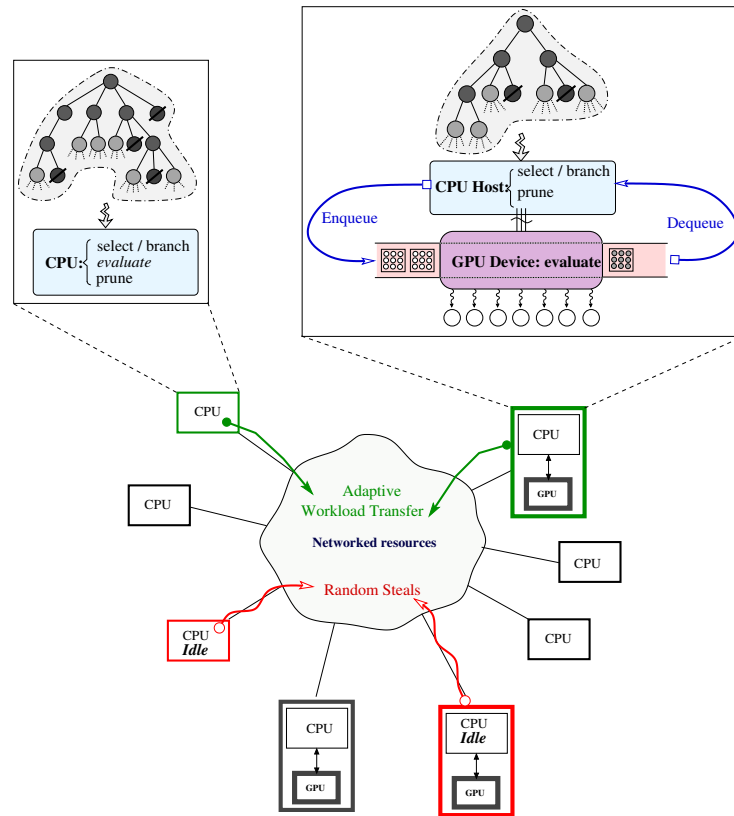 select / branch
CPU Host:
prune
Enqueue
Dequeue
GPU Device: evaluate
select / branch
CPU:
evaluate
prune
CPU
CPU
GPU
Adaptive
Workload Transfer
CPU
Networked resources
CPU
Random Steals
CPU
Idle
CPU
CPU
GPU
CPU
Idle
GPU